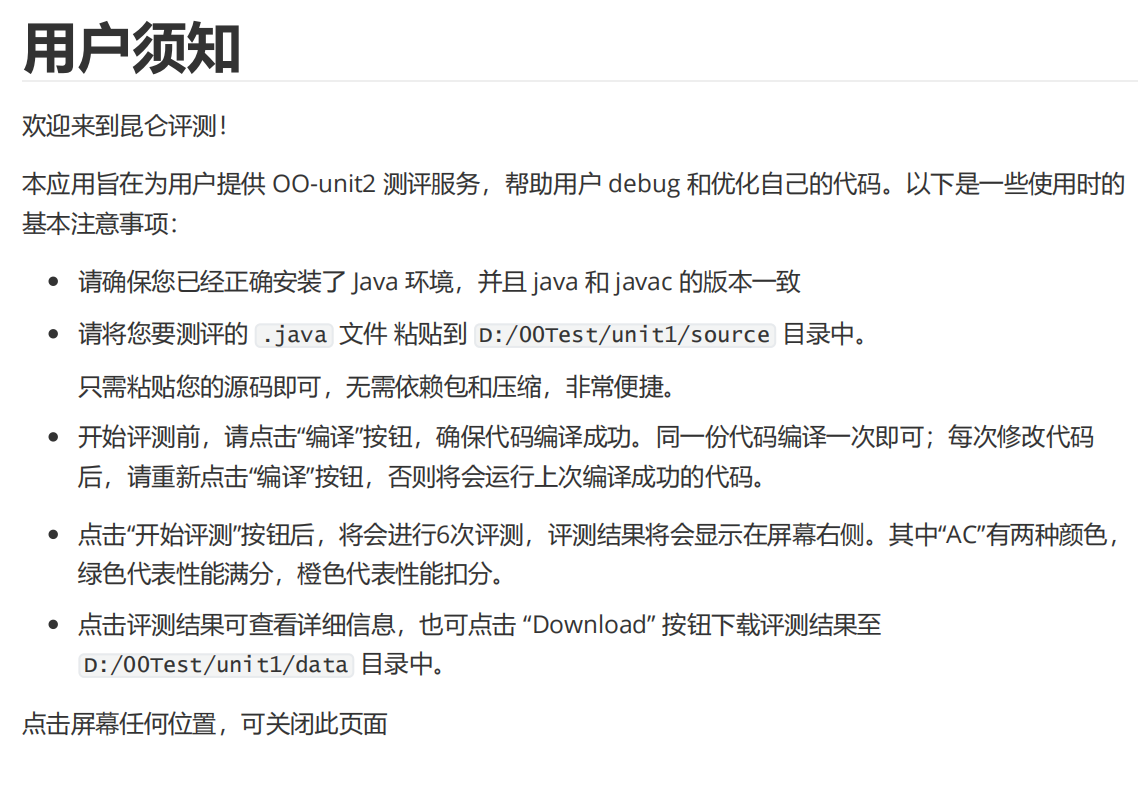 用户须知
欢迎来到昆仑评测！
本应用旨在为用户提供 OO-unit2 测评服务，帮助用户 debug 和优化自己的代码。以下是一些使用时的
基本注意事项：
• 请确保您已经正确安装了 Java 环境，并且 java 和 javac 的版本一致
• 请将您要测评的 .java 文件 粘贴到 D:/OOTest/unit1/source 目录中。
只需粘贴您的源码即可，无需依赖包和压缩，非常便捷。
• 开始评测前，请点击“编译”按钮，确保代码编译成功。同一份代码编译一次即可；每次修改代码
后，请重新点击“编译”按钮，否则将会运行上次编译成功的代码。
• 点击“开始评测”按钮后，将会进行6次评测，评测结果将会显示在屏幕右侧。其中“AC”有两种颜色，
绿色代表性能满分，橙色代表性能扣分。
• 点击评测结果可查看详细信息，也可点击 “Download” 按钮下载评测结果至
D:/OOTest/unit1/data 目录中。
点击屏幕任何位置，可关闭此页面